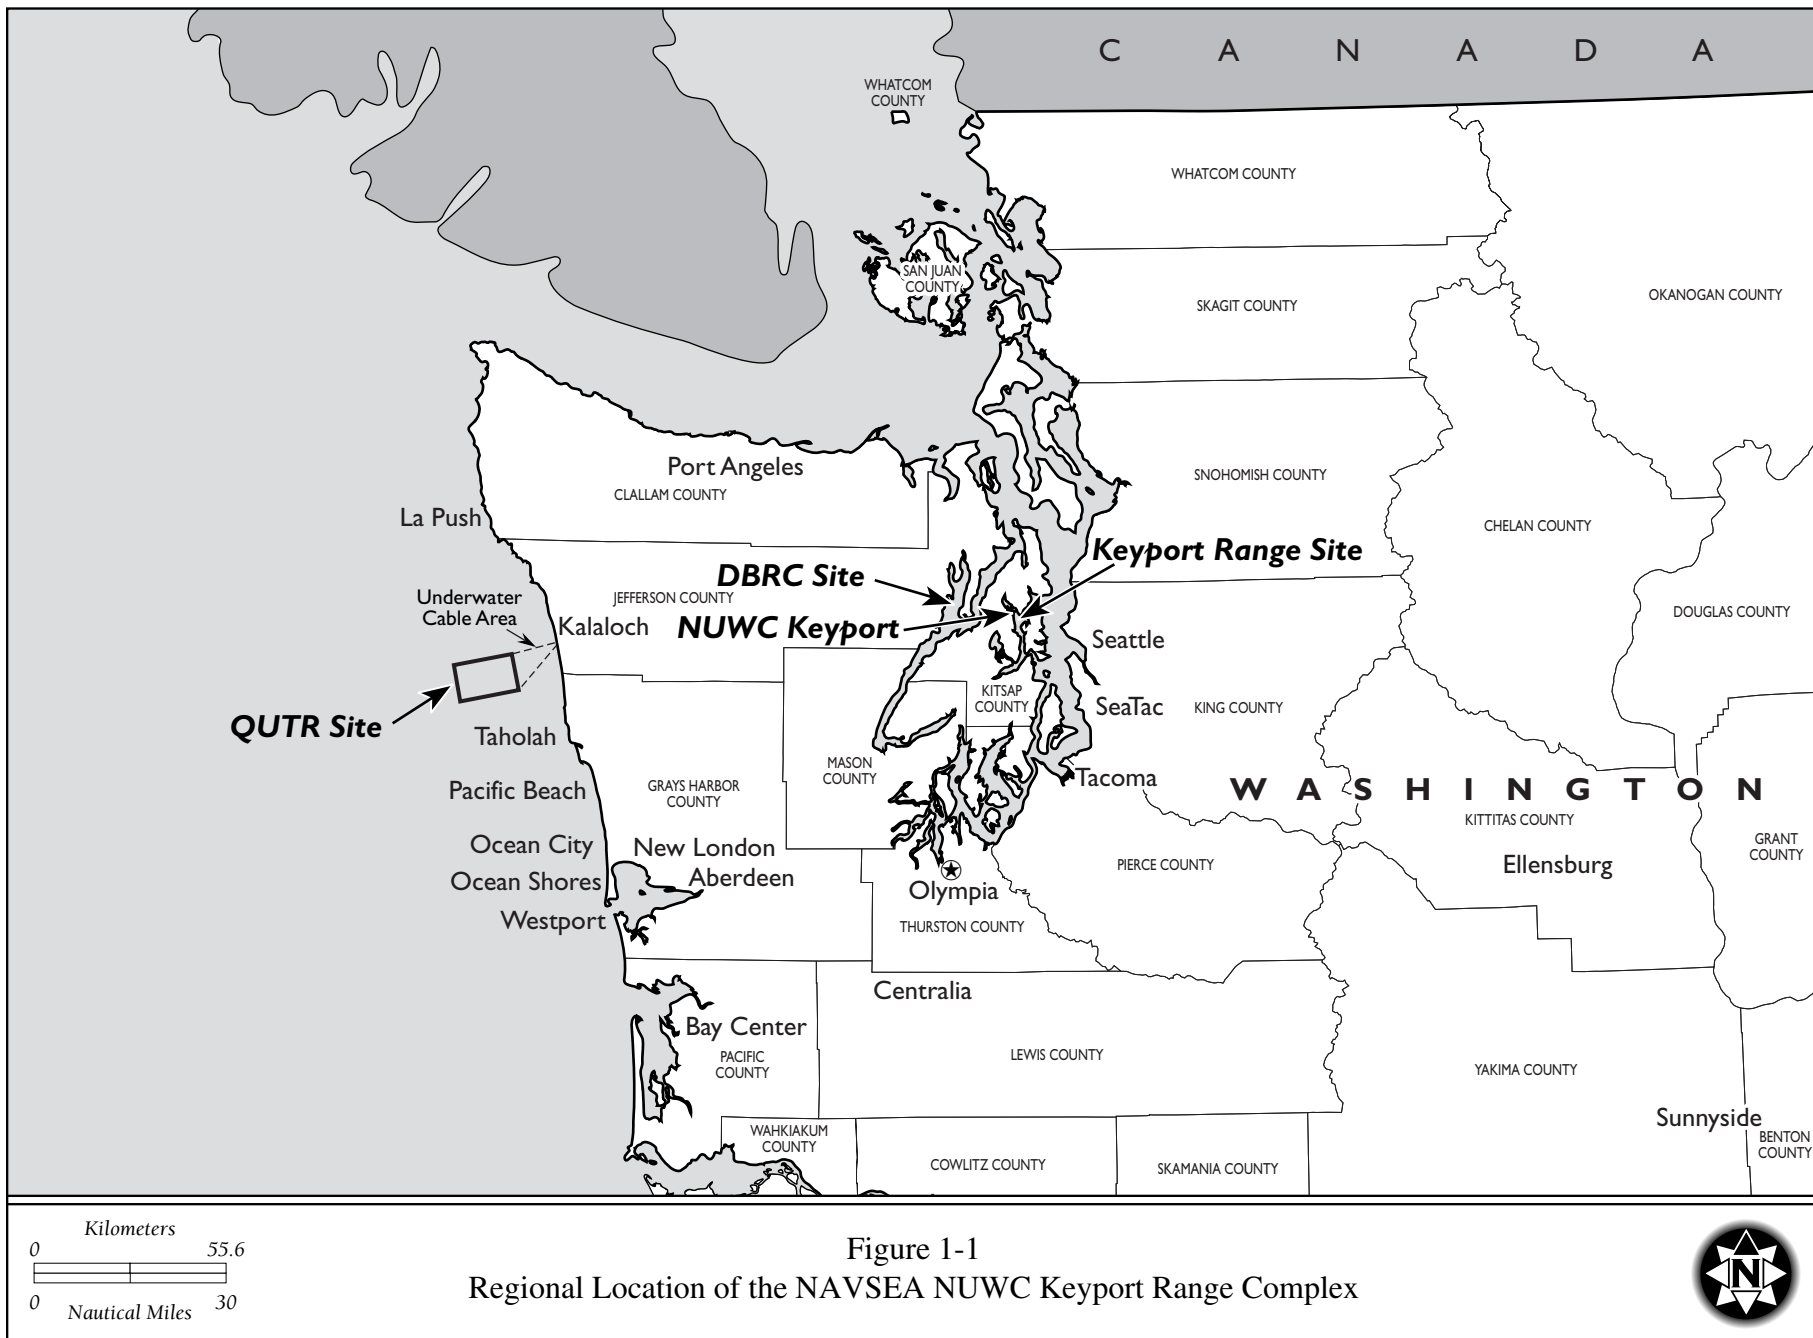 C A N A D A
WHATCOM
COUNTY
WHATCOM COUNTY
SAN JUAN
COUNTY
SKAGIT COUNTY
OKANOGAN COUNTY
Port Angeles
CLALLAM COUNTY
SNOHOMISH COUNTY
La Push
CHELAN COUNTY
Keyport Range Site
DBRC Site
JEFFERSON COUNTY
Underwater
Cable Area
DOUGLAS COUNTY
Kalaloch
NUWC Keyport
Seattle
KITSAP
COUNTY
SeaTac
KING COUNTY
QUTR Site
Taholah
MASON
COUNTY
Tacoma
WASHINGTON
Pacific Beach
GRAYS HARBOR
COUNTY
KITTITAS COUNTY
GRANT
COUNTY
Ocean City
New London
Ellensburg
PIERCE COUNTY
Ocean Shores
Aberdeen
Olympia
Westport
THURSTON COUNTY
Centralia
Bay Center
PACIFIC
COUNTY
LEWIS COUNTY
YAKIMA COUNTY
Sunnyside
WAHKIAKUM
COUNTY
BENTON
COUNTY
COWLITZ COUNTY
SKAMANIA COUNTY
Kilometers
0 55.6
0 30
Nautical Miles
Figure 1-1
Regional Location of the NAVSEA NUWC Keyport Range Complex
N